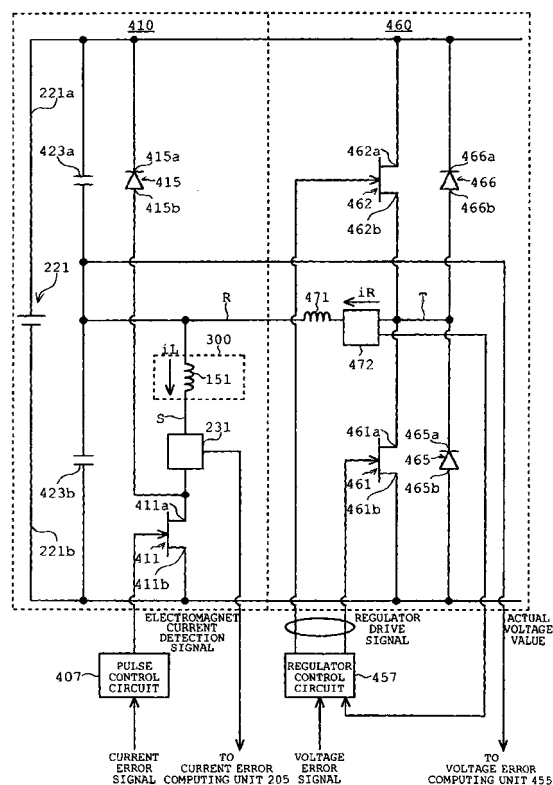 410
460
221a
423a
415a
415
415b
462a
462
462b
466a
466
466b
221
R
471
iR
T
472
300
iL
151
S
231
423b
461a
461
461b
465a
465
465b
411a
411
411b
221b
ELECTROMAGNET
CURRENT
DETECTION
SIGNAL
REGULATOR
DRIVE
SIGNAL
ACTUAL
VOLTAGE
VALUE
407
PULSE
CONTROL
CIRCUIT
REGULATOR
CONTROL
CIRCUIT
457
CURRENT
ERROR
SIGNAL
TO
CURRENT ERROR
COMPUTING UNIT 205
VOLTAGE
ERROR
SIGNAL
TO
VOLTAGE ERROR
COMPUTING UNIT 455